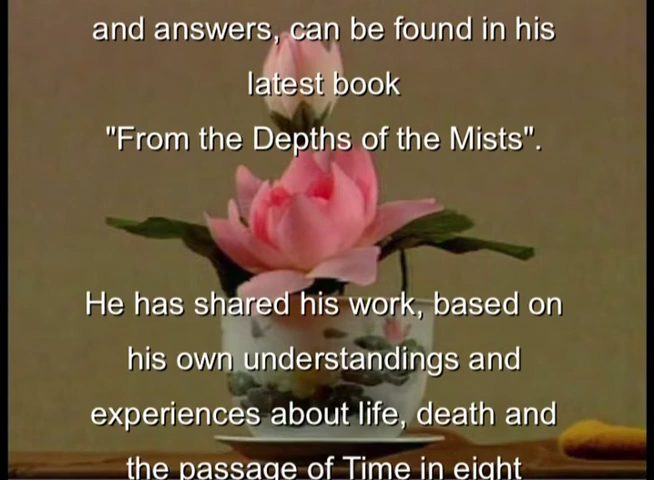 and answers, can be found in his
latest book
"From the Depths of the Mists".
He has shared his work, based on
his own understandings and
experiences about life, death and
the passage of Time in eight